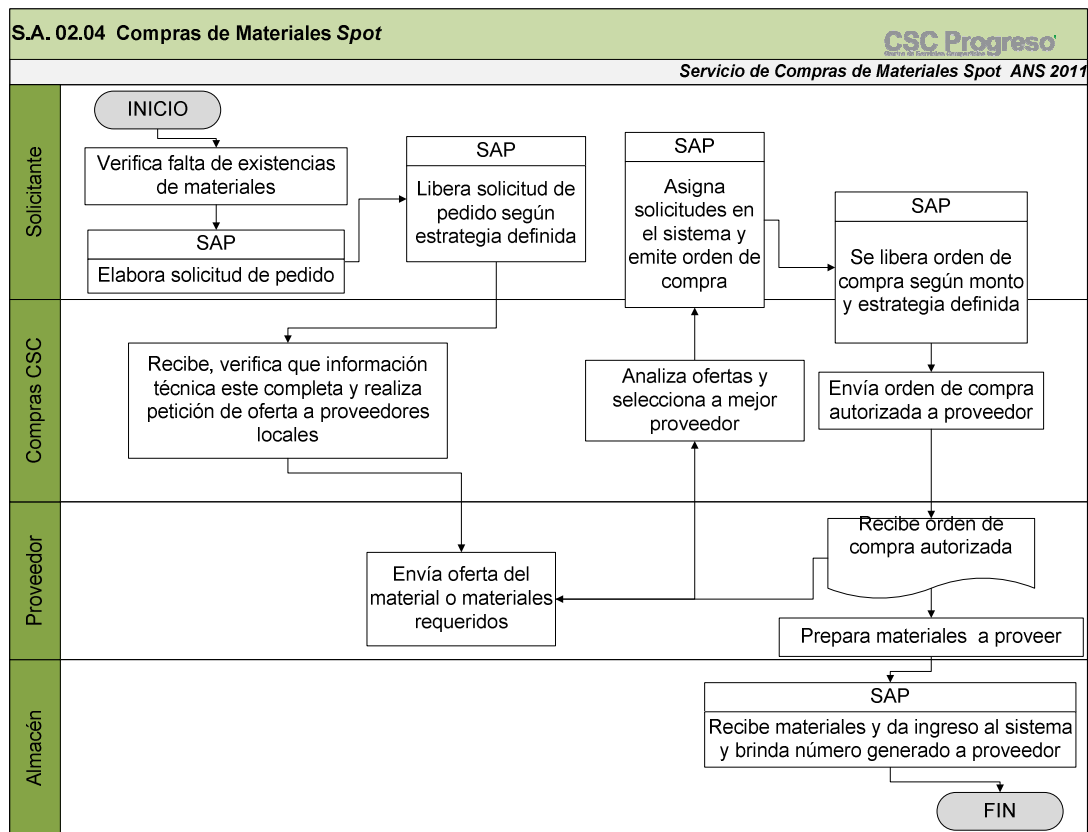 S.A. 02.04 Compras de Materiales Spot
CSC Progreso
Servicio de Compras de Materiales Spot ANS 2011
Solicitante
INICIO
Verifica falta de existencias
de materiales
SAP
Elabora solicitud de pedido
SAP
Libera solicitud de
pedido según
estrategia definida
SAP
Asigna
solicitudes en
el sistema y
emite orden de
compra
SAP
Se libera orden de
compra según monto
y estrategia definida
Compras CSC
Recibe, verifica que información
técnica este completa y realiza
petición de oferta a proveedores
locales
Analiza ofertas y
selecciona a mejor
proveedor
Envía orden de compra
autorizada a proveedor
Proveedor
Envía oferta del
material o materiales
requeridos
Recibe orden de
compra autorizada
Prepara materiales a proveer
Almacén
SAP
Recibe materiales y da ingreso al sistema
y brinda número generado a proveedor
FIN